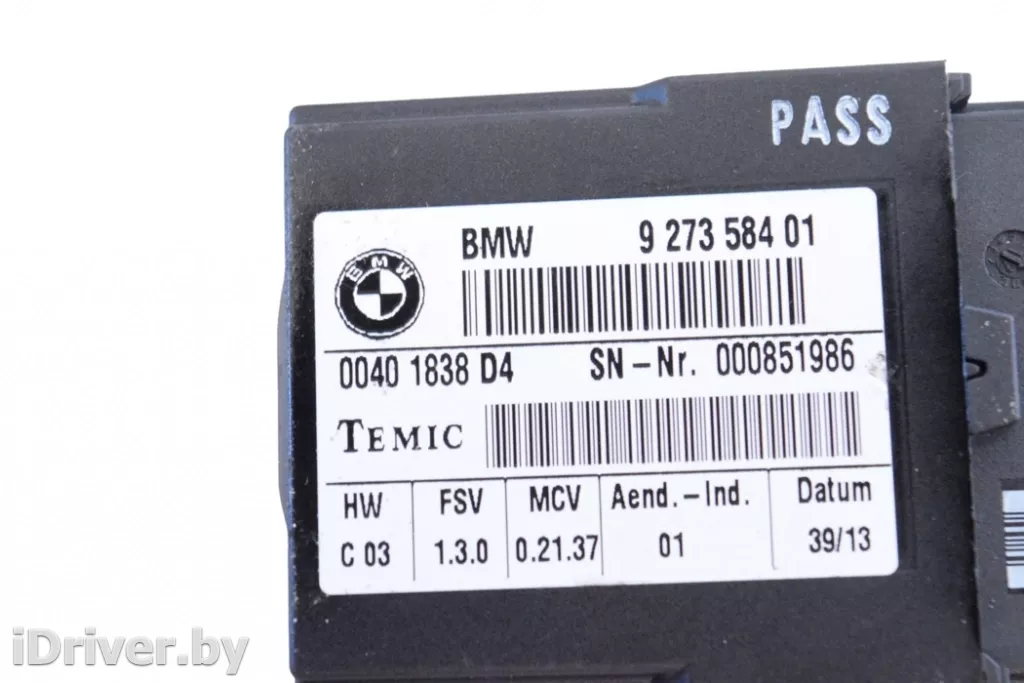 PASS
BMW 9 273 584 01
BMW
0040 1838 D4 SN-Nr. 000851986
TEMIC
HW FSV MCV Aend.-Ind. Datum
C 03 1.3.0 0.21.37 01 39/13
iDriver.by